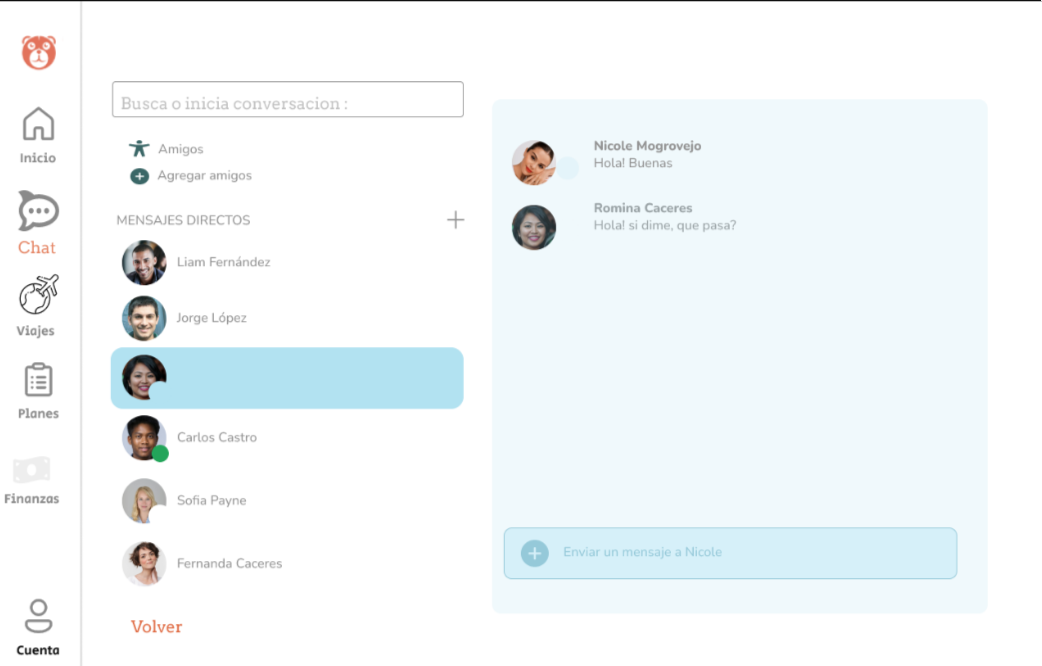 Inicio
Chat
Viajes
Planes
Finanzas
Cuenta
Busca o inicia conversacion :
Amigos
Agregar amigos
MENSAJES DIRECTOS
Liam Fernández
Jorge López
Carlos Castro
Sofia Payne
Fernanda Caceres
Volver
Nicole Mogrovejo
Hola! Buenas
Romina Caceres
Hola! si dime, que pasa?
Enviar un mensaje a Nicole